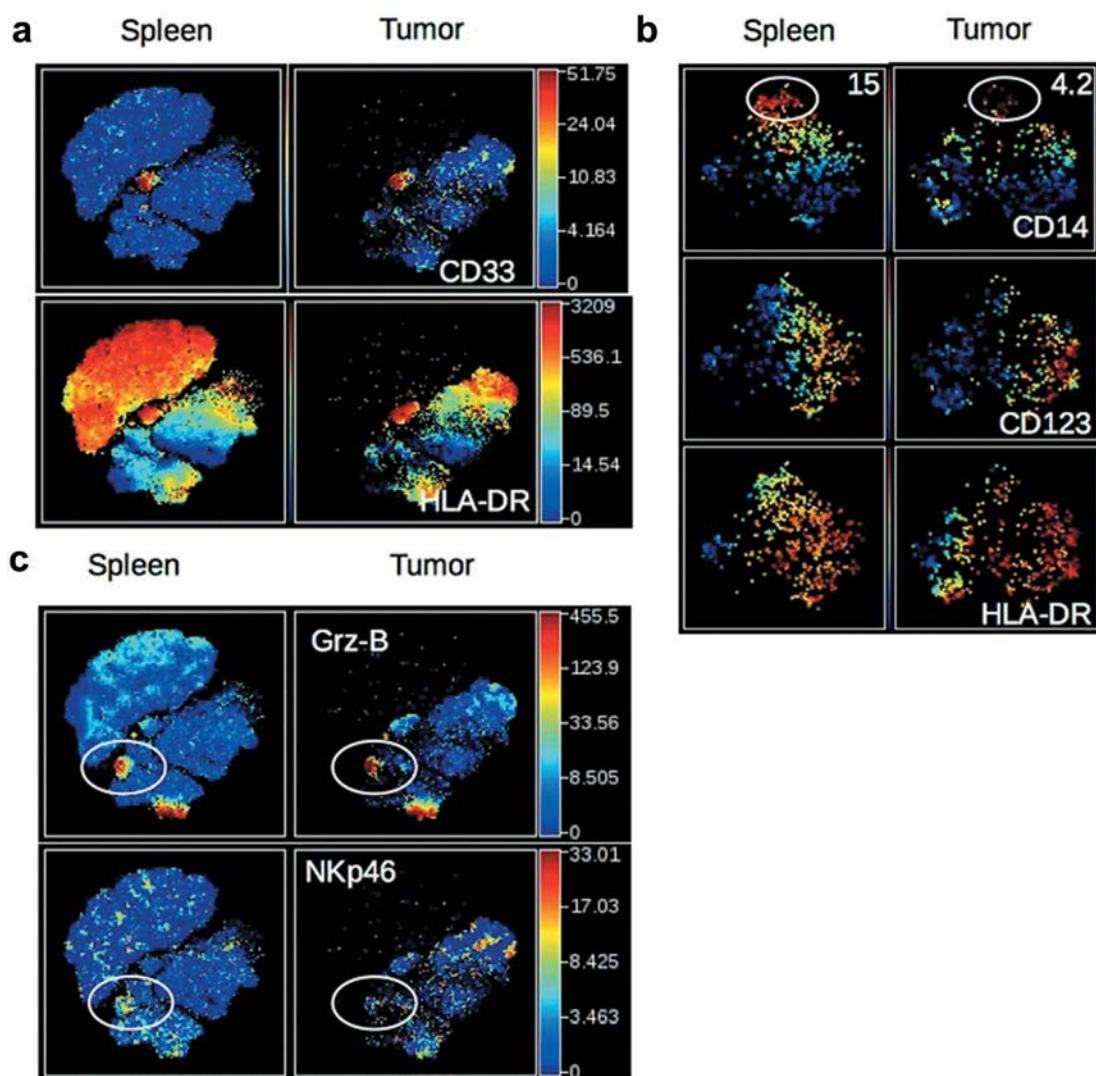 a
Spleen Tumor
51.75
24.04
10.83
4.164
0
CD33
3209
536.1
89.5
14.54
0
HLA-DR
b
Spleen Tumor
15 4.2
CD14
CD123
HLA-DR
c
Spleen Tumor
Grz-B
455.5
123.9
33.56
8.505
0
NKp46
33.01
17.03
8.425
3.463
0